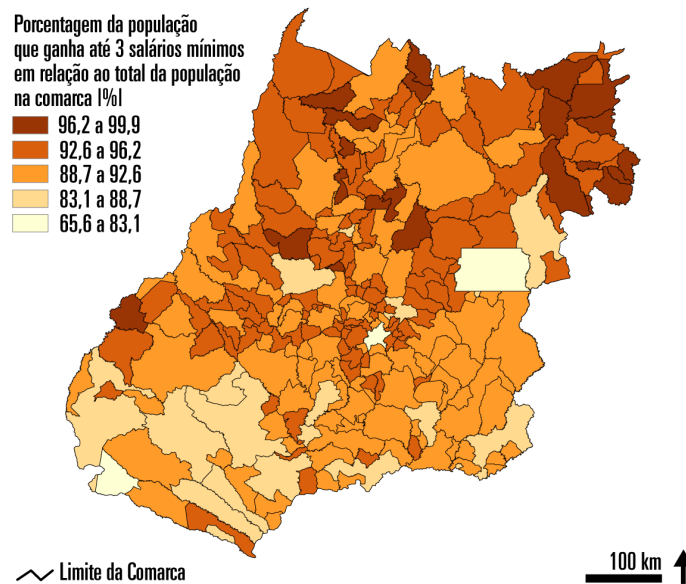 Porcentagem da população
que ganha até 3 salários mínimos
em relação ao total da população
na comarca |%|
96,2 a 99,9
92,6 a 96,2
88,7 a 92,6
83,1 a 88,7
65,6 a 83,1
Limite da Comarca
100 km